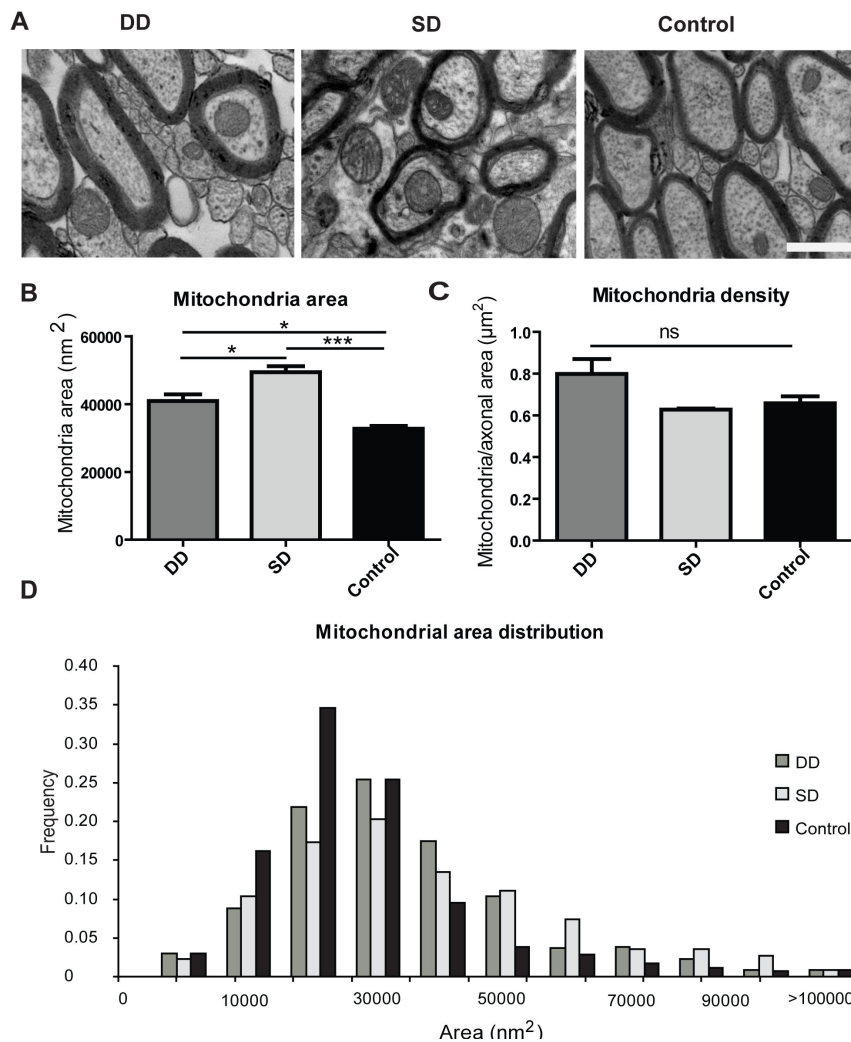 A
DD
SD
Control
B
Mitochondria area
Mitochondria area (nm 2)
60000
40000
20000
0
*
*
***
DD
SD
Control
C
Mitochondria density
Mitochondria/axonal area (µm2)
1.0
0.8
0.6
0.4
0.2
0.0
ns
DD
SD
Control
D
Mitochondrial area distribution
Frequency
0.40
0.35
0.30
0.25
0.20
0.15
0.10
0.05
0
DD
SD
Control
0 10000 30000 50000 70000 90000 >100000
Area (nm2)